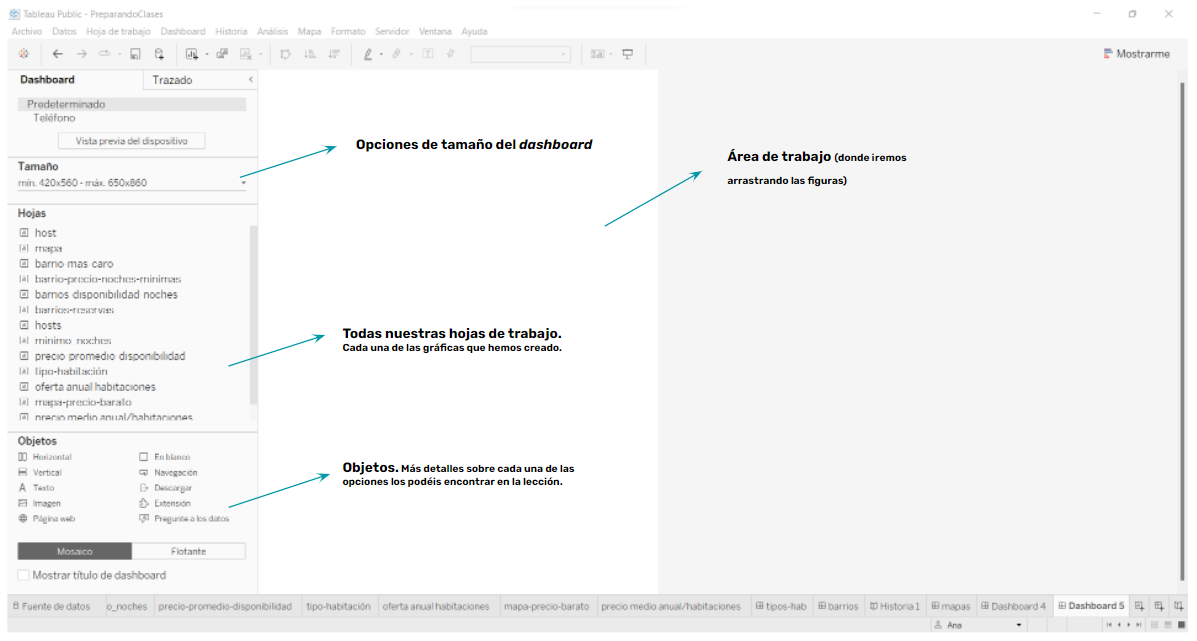 Tableau Public - PreparandoClases
Archivo Datos Hoja de trabajo Dashboard Historia Análisis Mapa Formato Servidor Ventana Ayuda
Mostrarme
Dashboard Trazado
Predeterminado
Teléfono
Vista previa del dispositivo
Tamaño
mín. 420x560 - máx. 650x860
Opciones de tamaño del dashboard
Área de trabajo (donde iremos
arrastrando las figuras)
Hojas
host
mapa
barrio mas caro
barrio-precio-noches-minimas
barrios disponibilidad noches
barrios-reservas
hosts
minimo_noches
precio promedio disponibilidad
tipo-habitación
oferta anual habitaciones
mapa-precio-barato
precio medio anual/habitaciones
Todas nuestras hojas de trabajo.
Cada una de las gráficas que hemos creado.
Objetos
Horizontal En blanco
Vertical Navegación
Texto Descargar
Imagen Extensión
Página web Pregunte a los datos
Objetos. Más detalles sobre cada una de las
opciones los podéis encontrar en la lección.
Mosaico Flotante
Mostrar título de dashboard
Fuente de datos o_noches precio-promedio-disponibilidad tipo-habitación oferta anual habitaciones mapa-precio-barato precio medio anual/habitaciones tipos-hab barrios Historia 1 mapas Dashboard 4 Dashboard 5
Ana